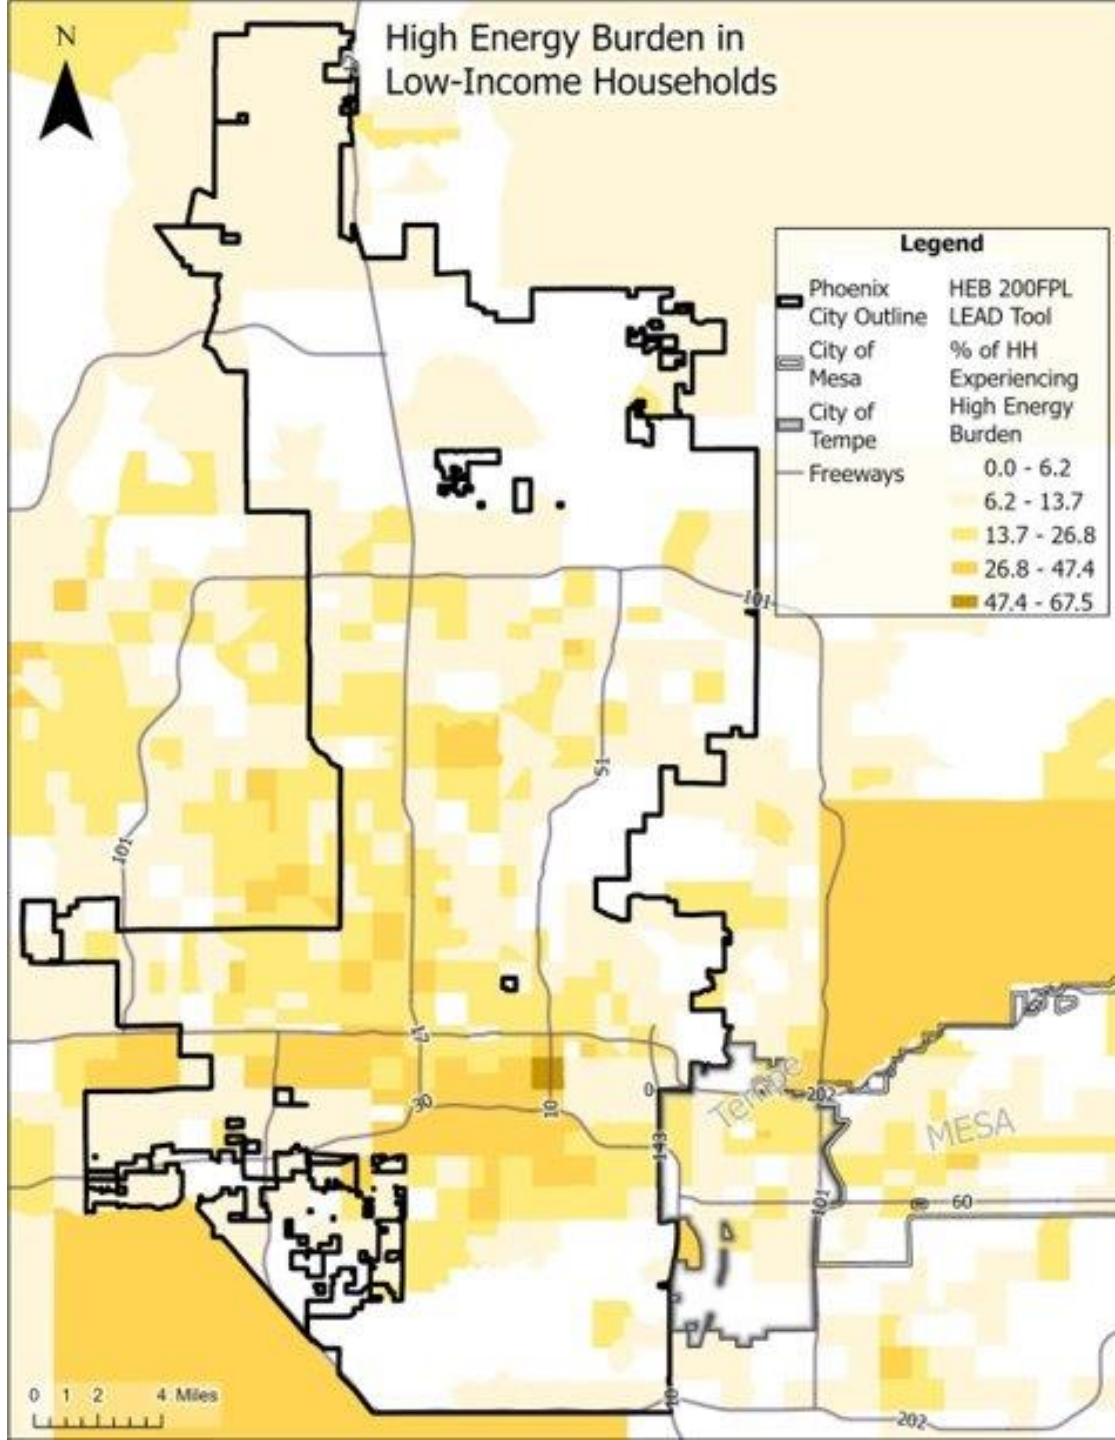 N
High Energy Burden in
Low-Income Households
Legend
Phoenix
City Outline
City of
Mesa
City of
Tempe
Freeways
HEB 200FPL
LEAD Tool
% of HH
Experiencing
High Energy
Burden
0.0 - 6.2
6.2 - 13.7
13.7 - 26.8
26.8 - 47.4
47.4 - 67.5
101
51
101
17
30
10
0
202
Tempe
MESA
143
101
60
10
202
0 1 2 4 Miles